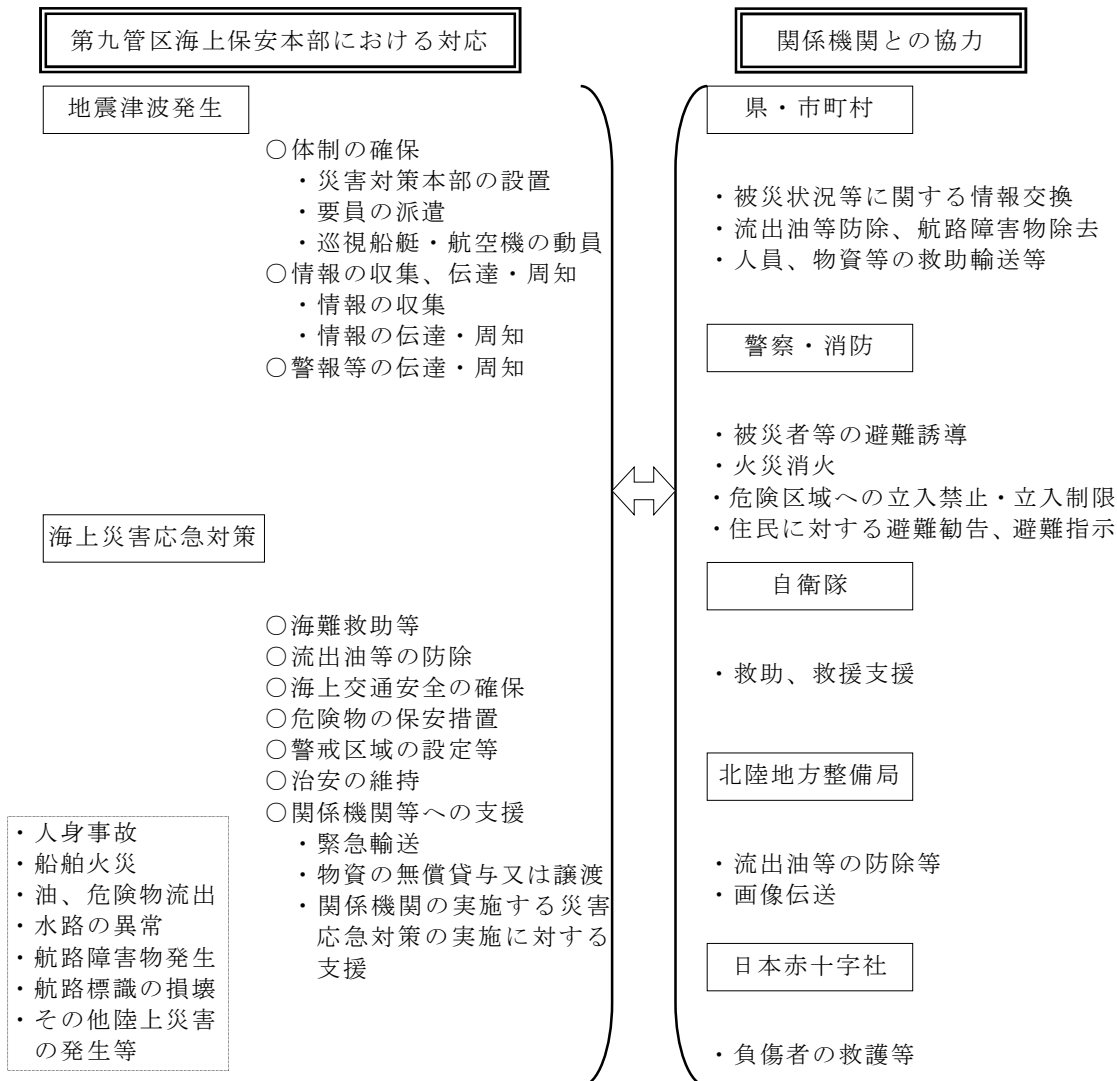 第九管区海上保安本部における対応
地震津波発生
○体制の確保
・災害対策本部の設置
・要員の派遣
・巡視船艇・航空機の動員
○情報の収集、伝達・周知
・情報の収集
・情報の伝達・周知
○警報等の伝達・周知
海上災害応急対策
○海難救助等
○流出油等の防除
○海上交通安全の確保
○危険物の保安措置
○警戒区域の設定等
○治安の維持
○関係機関等への支援
・緊急輸送
・物資の無償貸与又は譲渡
・関係機関の実施する災害
応急対策の実施に対する
支援
・人身事故
・船舶火災
・油、危険物流出
・水路の異常
・航路障害物発生
・航路標識の損壊
・その他陸上災害
の発生等
関係機関との協力
県・市町村
・被災状況等に関する情報交換
・流出油等防除、航路障害物除去
・人員、物資等の救助輸送等
警察・消防
・被災者等の避難誘導
・火災消火
・危険区域への立入禁止・立入制限
・住民に対する避難勧告、避難指示
自衛隊
・救助、救援支援
北陸地方整備局
・流出油等の防除等
・画像伝送
日本赤十字社
・負傷者の救護等